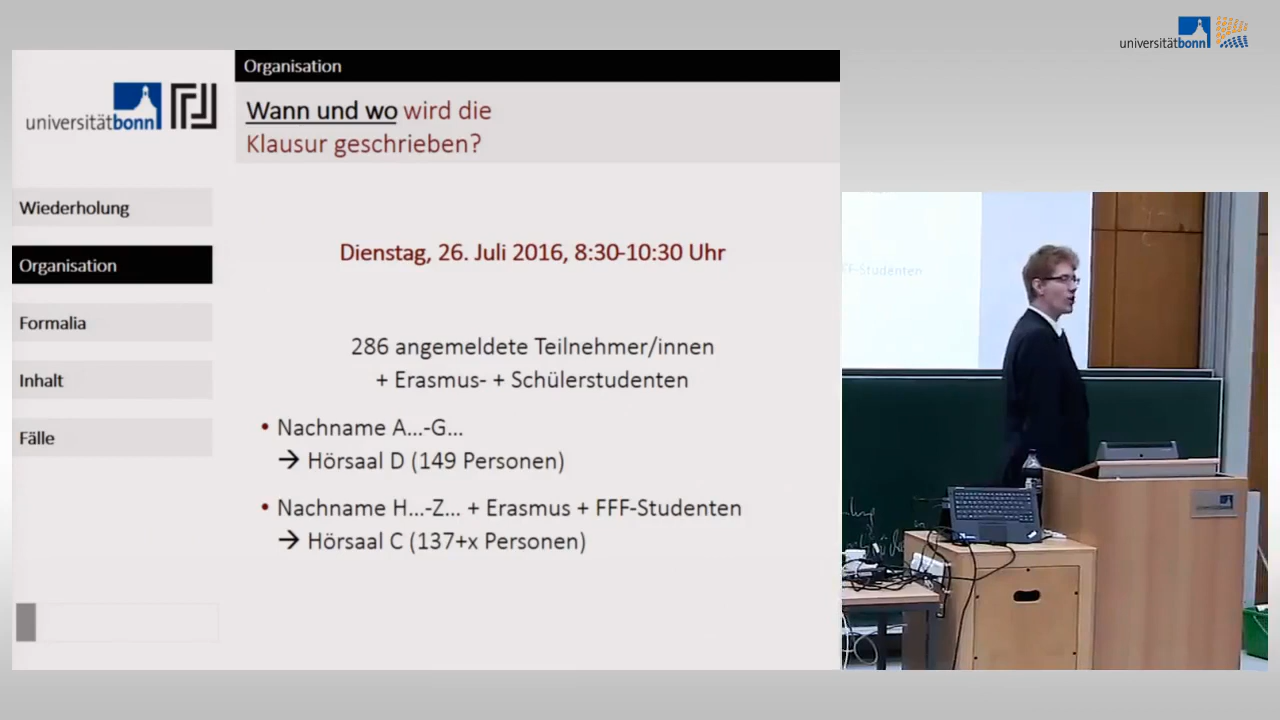 universitätbonn
Organisation
Wann und wo wird die
Klausur geschrieben?
universitätbonn
Wiederholung
Organisation
Formalia
Inhalt
Fälle
Dienstag, 26. Juli 2016, 8:30-10:30 Uhr
286 angemeldete Teilnehmer/innen
+ Erasmus- + Schülerstudenten
• Nachname A...-G...
→ Hörsaal D (149 Personen)
• Nachname H...-Z... + Erasmus + FFF-Studenten
→ Hörsaal C (137+x Personen)
FF-Studenten